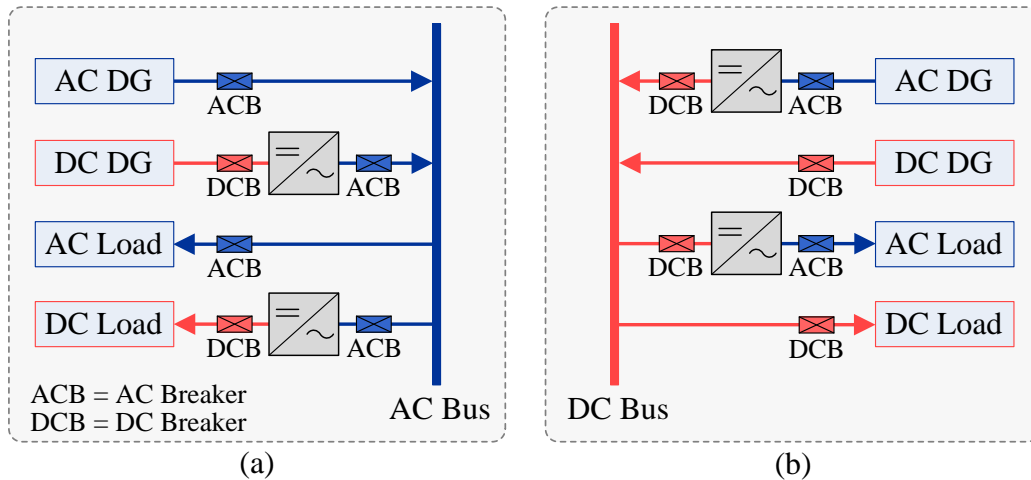 AC DG
ACB
DC DG
DCB
ACB
AC Load
ACB
DC Load
DCB
ACB
ACB = AC Breaker
DCB = DC Breaker
AC Bus
(a)
DCB
ACB
AC DG
DCB
DC DG
DCB
ACB
AC Load
DCB
DC Load
DC Bus
(b)